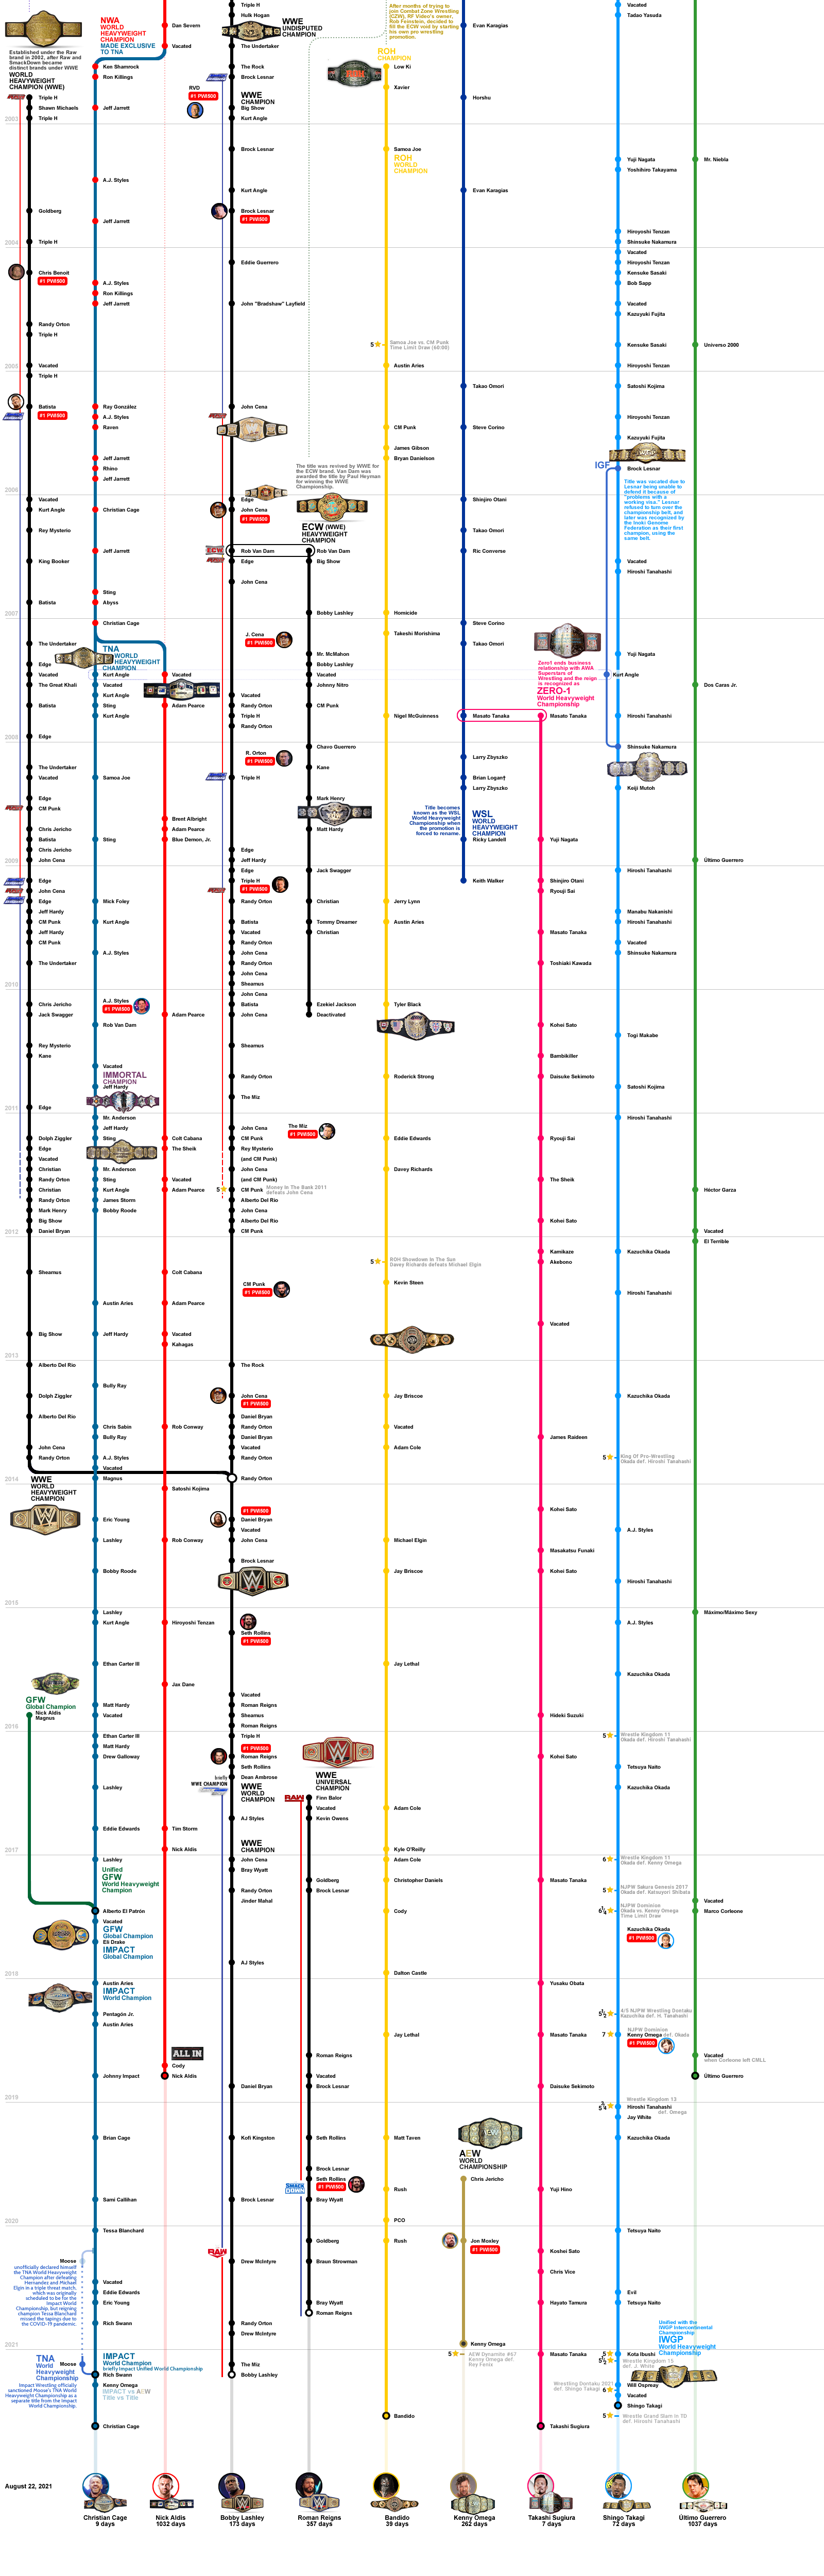 Established under the Raw
brand in 2002, after Raw and
SmackDown became
distinct brands under WWE
WORLD
HEAVYWEIGHT
CHAMPION (WWE)
Triple H
Shawn Michaels
Triple H
2003
Goldberg
2004
Triple H
Chris Benoit
#1 PWI500
Randy Orton
Triple H
2005
Vacated
Triple H
Batista
#1 PWI500
2006
Vacated
Kurt Angle
Rey Mysterio
King Booker
Batista
2007
The Undertaker
Edge
Vacated
The Great Khali
Batista
Edge
2008
The Undertaker
Vacated
Edge
CM Punk
Chris Jericho
Batista
Chris Jericho
John Cena
2009
Edge
John Cena
Edge
Jeff Hardy
CM Punk
Jeff Hardy
CM Punk
The Undertaker
2010
Chris Jericho
Jack Swagger
Rey Mysterio
Kane
Edge
2011
Dolph Ziggler
Edge
Vacated
Christian
Randy Orton
Christian
Randy Orton
Mark Henry
Big Show
Daniel Bryan
2012
Sheamus
Big Show
2013
Alberto Del Rio
Dolph Ziggler
Alberto Del Rio
John Cena
Randy Orton
2014
WWE
WORLD
HEAVYWEIGHT
CHAMPION
2015
GFW
Global Champion
Nick Aldis
Magnus
2016
2017
2018
2019
2020
Moose
unofficially declared himself
the TNA World Heavyweight
Champion after defeating
Hernandez and Michael
Elgin in a triple threat match,
which was originally
scheduled to be for the
Impact World
Championship, but reigning
champion Tessa Blanchard
missed the tapings due to
the COVID-19 pandemic.
2021
TNA
World
Heavyweight
Championship
Moose
Impact Wrestling officially
sanctioned Moose's TNA World
Heavyweight Championship as a
separate title from the Impact
World Championship.
NWA
WORLD
HEAVYWEIGHT
CHAMPION
MADE EXCLUSIVE
TO TNA
Ken Shamrock
Ron Killings
Jeff Jarrett
A.J. Styles
Jeff Jarrett
A.J. Styles
Ron Killings
Jeff Jarrett
Ray González
A.J. Styles
Raven
Jeff Jarrett
Rhino
Jeff Jarrett
Christian Cage
Jeff Jarrett
Sting
Abyss
Christian Cage
TNA
WORLD
HEAVYWEIGHT
CHAMPION
Kurt Angle
Vacated
Kurt Angle
Sting
Kurt Angle
Samoa Joe
Sting
Mick Foley
Kurt Angle
A.J. Styles
A.J. Styles
#1 PWI500
Rob Van Dam
Vacated
IMMORTAL
CHAMPION
Jeff Hardy
Mr. Anderson
Jeff Hardy
Sting
Mr. Anderson
Sting
Kurt Angle
James Storm
Bobby Roode
Austin Aries
Jeff Hardy
Bully Ray
Chris Sabin
Bully Ray
A.J. Styles
Vacated
Magnus
Eric Young
Lashley
Bobby Roode
Lashley
Kurt Angle
Ethan Carter III
Matt Hardy
Vacated
Ethan Carter III
Matt Hardy
Drew Galloway
Lashley
Eddie Edwards
Lashley
Unified
GFW
World Heavyweight
Champion
Alberto El Patrón
Vacated
GFW
Global Champion
Eli Drake
IMPACT
Global Champion
Austin Aries
IMPACT
World Champion
Pentagón Jr.
Austin Aries
Johnny Impact
Brian Cage
Sami Callihan
Tessa Blanchard
Vacated
Eddie Edwards
Eric Young
Rich Swann
IMPACT
World Champion
briefly Impact Unified World Championship
Rich Swann
Kenny Omega
IMPACT vs AEW
Title vs Title
Christian Cage
Dan Severn
Vacated
Vacated
Adam Pearce
Brent Albright
Adam Pearce
Blue Demon, Jr.
Adam Pearce
Colt Cabana
The Sheik
Vacated
Adam Pearce
Colt Cabana
Adam Pearce
Vacated
Kahagas
Rob Conway
Satoshi Kojima
Rob Conway
Hiroyoshi Tenzan
Jax Dane
Tim Storm
Nick Aldis
ALL IN
Cody
Nick Aldis
Triple H
Hulk Hogan
WWE
UNDISPUTED
CHAMPION
The Undertaker
The Rock
Brock Lesnar
RVD
#1 PWI500
WWE
CHAMPION
Big Show
Kurt Angle
Brock Lesnar
Kurt Angle
Brock Lesnar
#1 PWI500
Eddie Guerrero
John "Bradshaw" Layfield
John Cena
Edge
John Cena
#1 PWI500
ECW
Rob Van Dam
Edge
John Cena
J. Cena
#1 PWI500
Vacated
Randy Orton
Triple H
Randy Orton
R. Orton
#1 PWI500
Triple H
Edge
Jeff Hardy
Edge
Triple H
#1 PWI500
Randy Orton
Batista
Vacated
Randy Orton
John Cena
Randy Orton
John Cena
Sheamus
John Cena
Batista
John Cena
Sheamus
Randy Orton
The Miz
The Miz
#1 PWI500
John Cena
CM Punk
Rey Mysterio
(and CM Punk)
John Cena
(and CM Punk)
5
CM Punk
Money In The Bank 2011
defeats John Cena
Alberto Del Rio
John Cena
Alberto Del Rio
CM Punk
CM Punk
#1 PWI500
The Rock
John Cena
#1 PWI500
Daniel Bryan
Randy Orton
Daniel Bryan
Vacated
Randy Orton
Randy Orton
#1 PWI500
Daniel Bryan
Vacated
John Cena
Brock Lesnar
Seth Rollins
#1 PWI500
Vacated
Roman Reigns
Sheamus
Roman Reigns
Triple H
#1 PWI500
Roman Reigns
Seth Rollins
Dean Ambrose
briefly
WWE CHAMPION
WWE
WORLD
CHAMPION
AJ Styles
WWE
CHAMPION
John Cena
Bray Wyatt
Randy Orton
Jinder Mahal
AJ Styles
Daniel Bryan
Kofi Kingston
Brock Lesnar
RAW
Drew McIntyre
Randy Orton
Drew McIntyre
The Miz
Bobby Lashley
The title was revived by WWE for
the ECW brand. Van Dam was
awarded the title by Paul Heyman
for winning the WWE
Championship.
ECW (WWE)
HEAVYWEIGHT
CHAMPION
Rob Van Dam
Big Show
Bobby Lashley
Mr. McMahon
Bobby Lashley
Vacated
Johnny Nitro
CM Punk
Chavo Guerrero
Kane
Mark Henry
Matt Hardy
Jack Swagger
Christian
Tommy Dreamer
Christian
Ezekiel Jackson
Deactivated
WWE
UNIVERSAL
CHAMPION
RAW
Finn Balor
Vacated
Kevin Owens
Goldberg
Brock Lesnar
Roman Reigns
Vacated
Brock Lesnar
Seth Rollins
Brock Lesnar
Seth Rollins
#1 PWI500
SMACK
DOWN
Bray Wyatt
Goldberg
Braun Strowman
Bray Wyatt
Roman Reigns
After months of trying to
join Combat Zone Wrestling
(CZW), RF Video's owner,
Rob Feinstein, decided to
fill the ECW void by starting
his own pro wrestling
promotion.
ROH
CHAMPION
Low Ki
Xavier
Samoa Joe
ROH
WORLD
CHAMPION
5
Samoa Joe vs. CM Punk
Time Limit Draw (60:00)
Austin Aries
CM Punk
James Gibson
Bryan Danielson
Homicide
Takeshi Morishima
Nigel McGuinness
Jerry Lynn
Austin Aries
Tyler Black
Roderick Strong
Eddie Edwards
Davey Richards
5
ROH Showdown In The Sun
Davey Richards defeats Michael Elgin
Kevin Steen
Jay Briscoe
Vacated
Adam Cole
Michael Elgin
Jay Briscoe
Jay Lethal
Adam Cole
Kyle O'Reilly
Adam Cole
Christopher Daniels
Cody
Dalton Castle
Jay Lethal
Matt Taven
Rush
PCO
Rush
Bandido
Evan Karagias
Horshu
Evan Karagias
Takao Omori
Steve Corino
Shinjiro Otani
Takao Omori
Ric Converse
Steve Corino
Takao Omori
Masato Tanaka
Larry Zbyszko
Brian Logan†
Larry Zbyszko
Title becomes
known as the WSL
World Heavyweight
Championship when
the promotion is
forced to rename.
WSL
WORLD
HEAVYWEIGHT
CHAMPION
Ricky Landell
Keith Walker
AEW
WORLD
CHAMPIONSHIP
Chris Jericho
Jon Moxley
#1 PWI500
Kenny Omega
5
AEW Dynamite #67
Kenny Omega def.
Rey Fenix
Zero1 ends business
relationship with AWA
Superstars of
Wrestling and the reign
is recognized as
ZERO-1
World Heavyweight
Championship
Masato Tanaka
Yuji Nagata
Shinjiro Otani
Ryouji Sai
Masato Tanaka
Toshiaki Kawada
Kohei Sato
Bambikiller
Daisuke Sekimoto
Ryouji Sai
The Sheik
Kohei Sato
Kamikaze
Akebono
Vacated
James Raideen
Kohei Sato
Masakatsu Funaki
Kohei Sato
Hideki Suzuki
Kohei Sato
Masato Tanaka
Yusaku Obata
Masato Tanaka
Daisuke Sekimoto
Yuji Hino
Koshei Sato
Chris Vice
Hayato Tamura
Masato Tanaka
Takashi Sugiura
Vacated
Tadao Yasuda
Yuji Nagata
Yoshihiro Takayama
Hiroyoshi Tenzan
Shinsuke Nakamura
Vacated
Hiroyoshi Tenzan
Kensuke Sasaki
Bob Sapp
Vacated
Kazuyuki Fujita
Kensuke Sasaki
Hiroyoshi Tenzan
Satoshi Kojima
Hiroyoshi Tenzan
Kazuyuki Fujita
IGF
Brock Lesnar
Title was vacated due to
Lesnar being unable to
defend it because of
"problems with a
working visa." Lesnar
refused to turn over the
championship belt, and
later was recognized by
the Inoki Genome
Federation as their first
champion, using the
same belt.
Vacated
Hiroshi Tanahashi
Yuji Nagata
Kurt Angle
Hiroshi Tanahashi
Shinsuke Nakamura
Keiji Mutoh
Hiroshi Tanahashi
Manabu Nakanishi
Hiroshi Tanahashi
Vacated
Shinsuke Nakamura
Togi Makabe
Satoshi Kojima
Hiroshi Tanahashi
Kazuchika Okada
Hiroshi Tanahashi
Kazuchika Okada
5
King Of Pro-Wrestling
Okada def. Hiroshi Tanahashi
A.J. Styles
Hiroshi Tanahashi
A.J. Styles
Kazuchika Okada
5
Wrestle Kingdom 11
Okada def. Hiroshi Tanahashi
Tetsuya Naito
Kazuchika Okada
6
Wrestle Kingdom 11
Okada def. Kenny Omega
5
NJPW Sakura Genesis 2017
Okada def. Katsuyori Shibata
6¼
NJPW Dominion
Okada vs. Kenny Omega
Time Limit Draw
Kazuchika Okada
#1 PWI500
5½
4/5 NJPW Wrestling Dontaku
Kazuchika def. H. Tanahashi
7
NJPW Dominion
Kenny Omega def. Okada
#1 PWI500
5¾
Wrestle Kingdom 13
Hiroshi Tanahashi
def. Omega
Jay White
Kazuchika Okada
Tetsuya Naito
Evil
Tetsuya Naito
Unified with the
IWGP Intercontinental
Championship
IWGP
World Heavyweight
Championship
5
Kota Ibushi
5½
Wrestle Kingdom 15
def. J. White
Wrestling Dontaku 2021
def. Shingo Takagi
6
Will Ospreay
Vacated
Shingo Takagi
5
Wrestle Grand Slam in TD
def. Hiroshi Tanahashi
Mr. Niebla
Universo 2000
Dos Caras Jr.
Último Guerrero
Héctor Garza
Vacated
El Terrible
Máximo/Máximo Sexy
Vacated
Marco Corleone
Vacated
when Corleone left CMLL
Último Guerrero
August 22, 2021
Christian Cage
9 days
Nick Aldis
1032 days
Bobby Lashley
173 days
Roman Reigns
357 days
Bandido
39 days
Kenny Omega
262 days
Takashi Sugiura
7 days
Shingo Takagi
72 days
Último Guerrero
1037 days